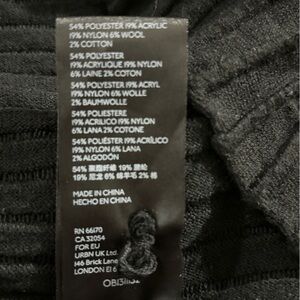 54% POLYESTER 19% ACRYLIC
19% NYLON 6% WOOL
2% COTTON
54% POLYESTER
19% ACRYLIQUE 19% NYLON
6% LAINE 2% COTON
54% POLYESTER 19% ACRYL
19% NYLON 6% WOLLE
2% BAUMWOLLE
54% POLIESTERE
19% ACRILICO 19% NYLON
6% LANA 2% COTONE
54% POLIÉSTER 19% ACRÍLICO
19% NYLON 6% LANA
2% ALGODÓN
54% 聚酯纤维 19% 腈纶
19% 尼龙 6% 绵羊毛 2% 棉
MADE IN CHINA
HECHO EN CHINA
RN 66170
CA 32054
FOR EU
URBN UK Ltd
146 Brick Lane
LONDON E1 6